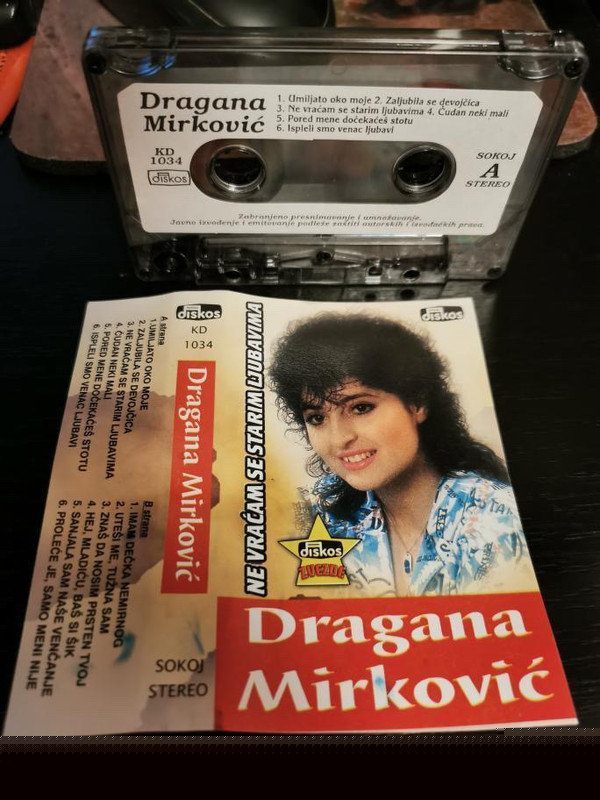 Dragana
Mirković
1. Umiljato oko moje 2. Zaljubila se devojčica
3. Ne vraćam se starim ljubavima 4. Čudan neki mali
5. Pored mene dočekaćeš stotu
6. Ispleli smo venac ljubavi
KD
1034
diskos
SOKOJ
A
STEREO
Zabranjeno presnimavanje i umnožavanje.
Javno izvođenje i emitovanje podleže zaštiti autorskih i izvođačkih prava
A strana
1. UMILJATO OKO MOJE
2. ZALJUBILA SE DEVOJČICA
3. NE VRAĆAM SE STARIM LJUBAVIMA
4. ČUDAN NEKI MALI
5. PORED MENE DOČEKAĆEŠ STOTU
6. ISPLELI SMO VENAC LJUBAVI
B strana
1. IMAM DEČKA NEMIRNOG
2. UTEŠI ME, TUŽNA SAM
3. ZNAŠ DA NOSIM PRSTEN TVOJ
4. HEJ, MLADIĆU, BAŠ SI ŠIK
5. SANJALA SAM NAŠE VENČANJE
6. PROLEĆE JE, SAMO MENI NIJE
diskos
KD
1034
Dragana Mirković
SOKOJ
STEREO
NE VRAĆAM SE STARIM LJUBAVIMA
diskos
diskos
ZVEZDE
Dragana
Mirković